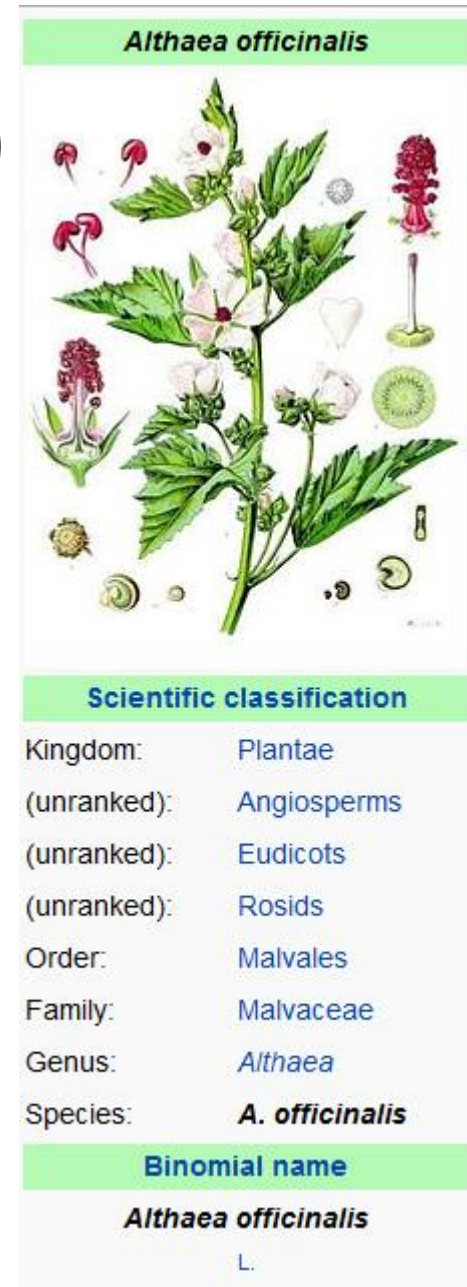 Althaea officinalis
Scientific classification
Kingdom: Plantae
(unranked): Angiosperms
(unranked): Eudicots
(unranked): Rosids
Order: Malvales
Family: Malvaceae
Genus: Althaea
Species: A. officinalis
Binomial name
Althaea officinalis
L.